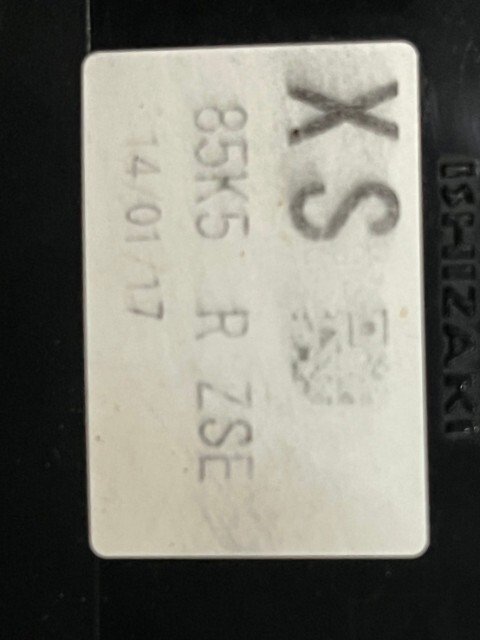 ISHIZAKI
XS
85K5 R ZSE
14/01/17